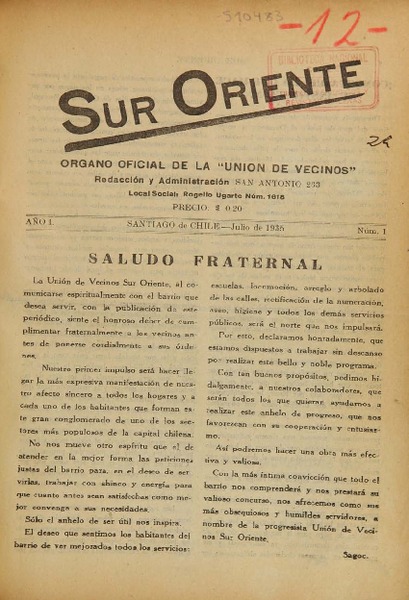 510483
-12-
SUR ORIENTE
ORGANO OFICIAL DE LA "UNION DE VECINOS"
Redacción y Administración SAN ANTONIO 233
Local Social: Rogelio Ugarte Núm. 1618
PRECIO: $ 0.20
AÑO I. SANTIAGO de CHILE—Julio de 1935 Núm. 1
SALUDO FRATERNAL
La Unión de Vecinos Sur Oriente, al co-
municarse espiritualmente con el barrio que
desea servir, con la publicación de este
periódico, siente el honroso deber de cum-
plimentar fraternalmente a los vecinos an-
tes de ponerse cordialmente a sus órde-
nes.
Nuestro primer impulso será hacer lle-
gar la más expresiva manifestación de nues-
tro afecto sincero a todos los hogares y a
cada uno de los habitantes que forman es-
te gran conglomerado de uno de los sec-
tores más populosos de la capital chilena.
No nos mueve otro espíritu que el de
atender en la mejor forma las peticiones
justas del barrio para, en el deseo de ser-
virlas, trabajar con ahinco y energía para
que cuanto antes sean satisfechas como me-
jor convenga a sus necesidades.
Sólo el anhelo de ser útil nos inspira.
El deseo que sentimos los habitantes del
barrio de ver mejorados todo los servicios:
escuelas, locomoción, arreglo y arbolado
de las calles, rectificación de la numeración,
aseo, higiene y todos los demás servicios
públicos, será el norte que nos impulsará.
Por esto, declaramos honradamente, que
estamos dispuestos a trabajar sin descanso
por realizar este bello y noble programa.
Con tan buenos propósitos, pedimos hi-
dalgamente, a nuestros colaboradores, que
serán todos los que quieran ayudarnos a
realizar este anhelo de progreso, que nos
favorezcan con su cooperación y entusias-
mo.
Así podremos hacer una obra más efec-
tiva y valiosa.
Con la más íntima convicción que todo el
barrio nos comprenderá y nos prestará su
valioso concurso, nos ofrecemos como sus
más obsequiosos y humildes servidores, a
nombre de la progresista Unión de Veci-
nos Sur Oriente.
Sagoc.